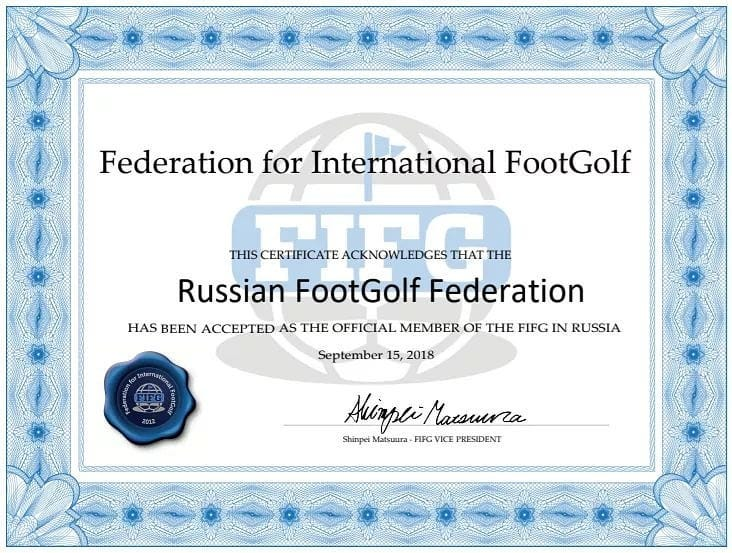 Federation for International FootGolf
FIFG
THIS CERTIFICATE ACKNOWLEDGES THAT THE
Russian FootGolf Federation
HAS BEEN ACCEPTED AS THE OFFICIAL MEMBER OF THE FIFG IN RUSSIA
September 15, 2018
Federation for International FootGolf
FIFG
2012
Shinpei Matsuura
Shinpei Matsuura - FIFG VICE PRESIDENT